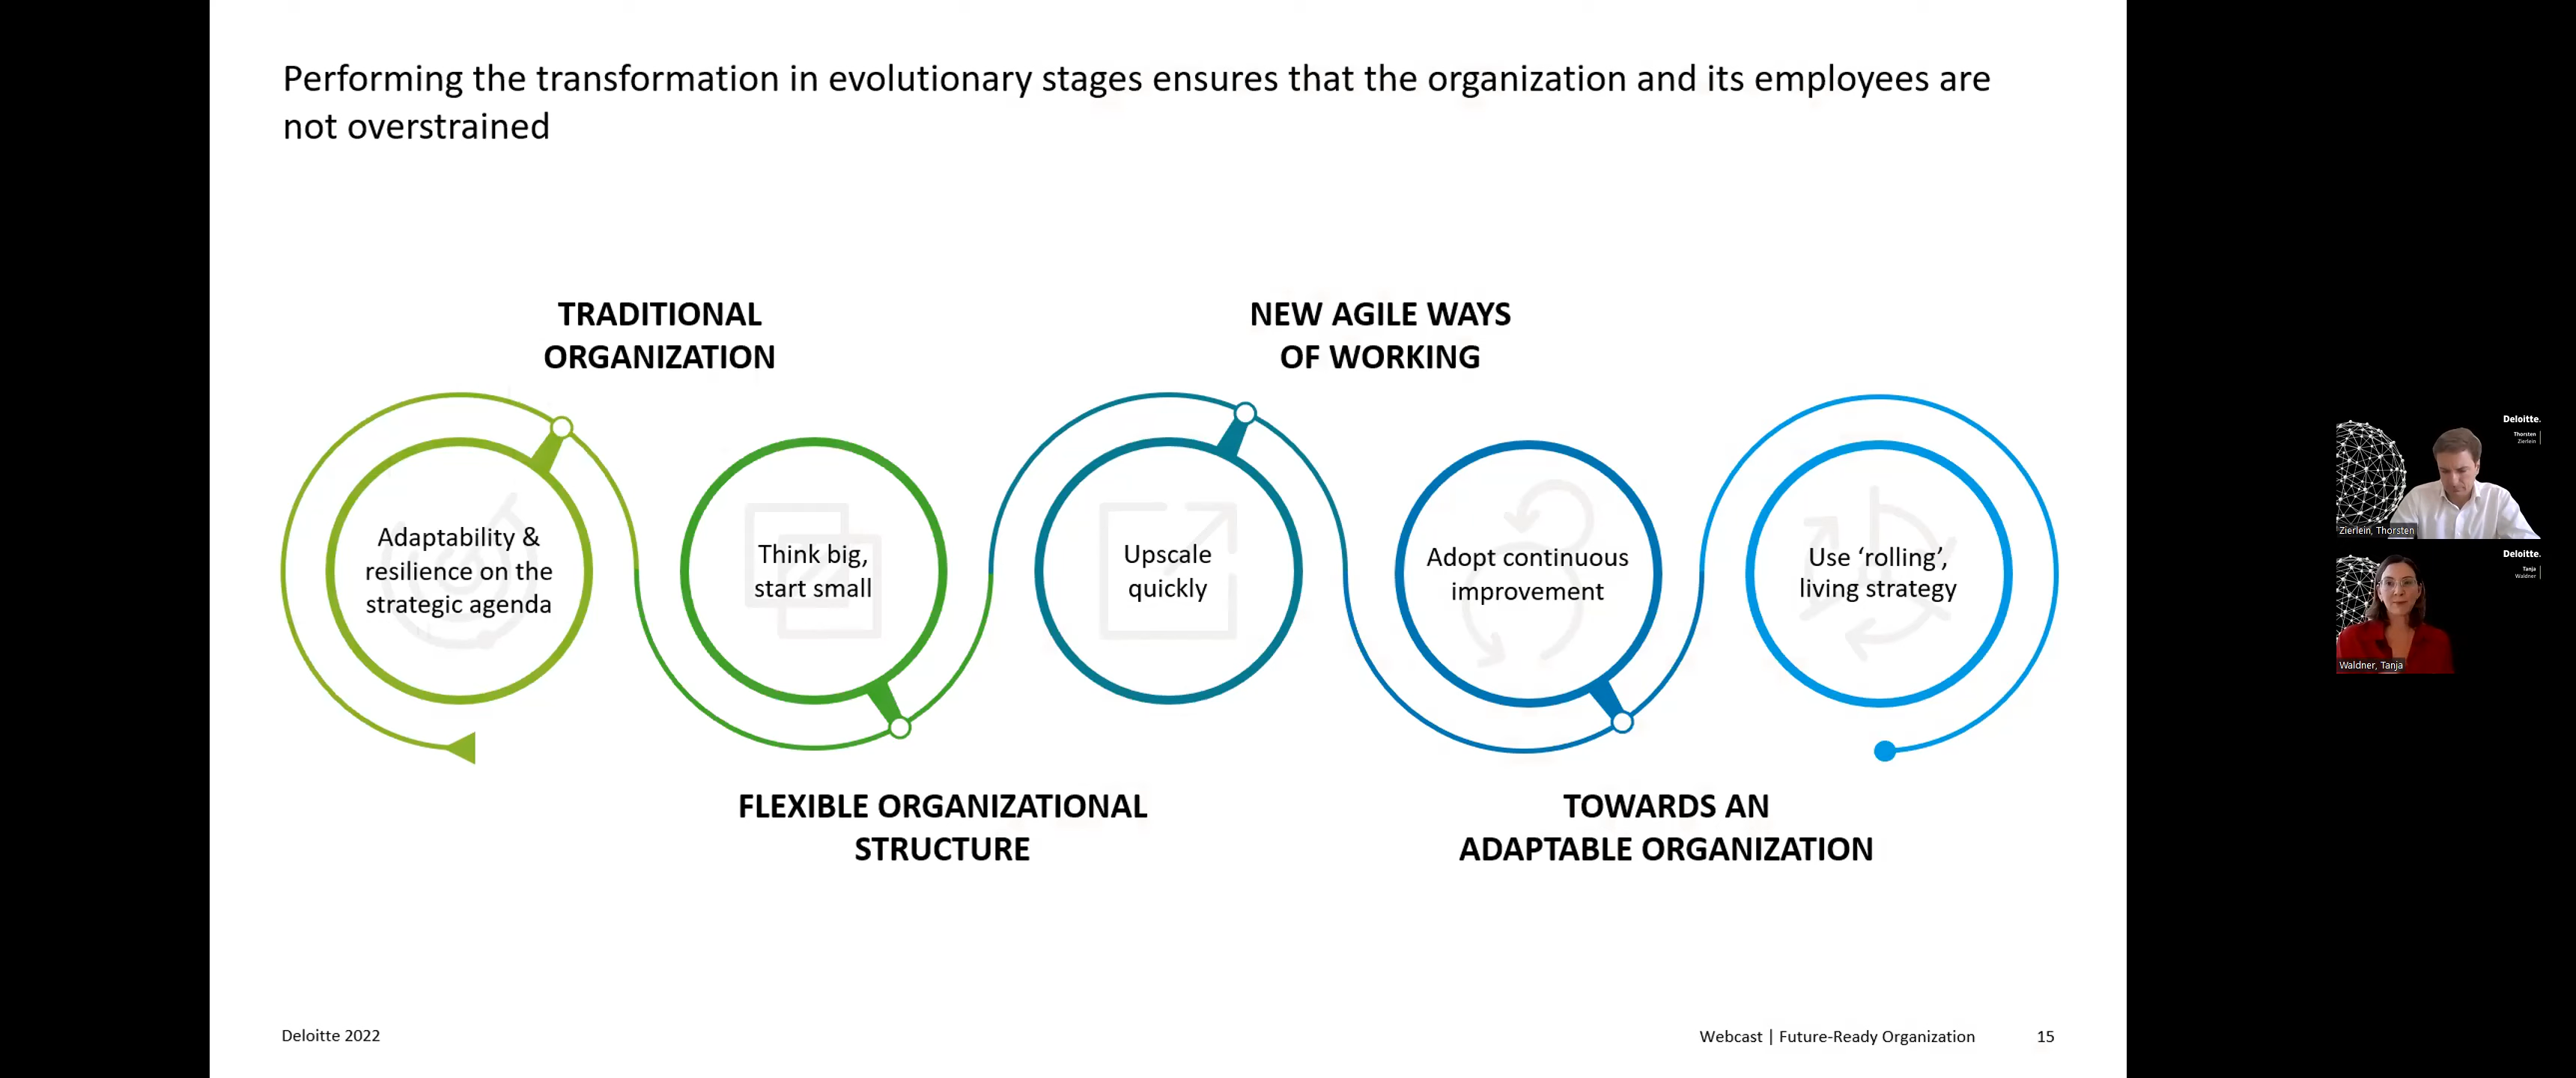 Performing the transformation in evolutionary stages ensures that the organization and its employees are
not overstrained
TRADITIONAL
ORGANIZATION
NEW AGILE WAYS
OF WORKING
Adaptability &
resilience on the
strategic agenda
Think big,
start small
Upscale
quickly
Adopt continuous
improvement
Use ‘rolling’,
living strategy
FLEXIBLE ORGANIZATIONAL
STRUCTURE
TOWARDS AN
ADAPTABLE ORGANIZATION
Deloitte 2022
Webcast | Future-Ready Organization
15
Deloitte.
Thorsten
Zierlein
Zierlein, Thorsten
Deloitte.
Tanja
Waldner
Waldner, Tanja